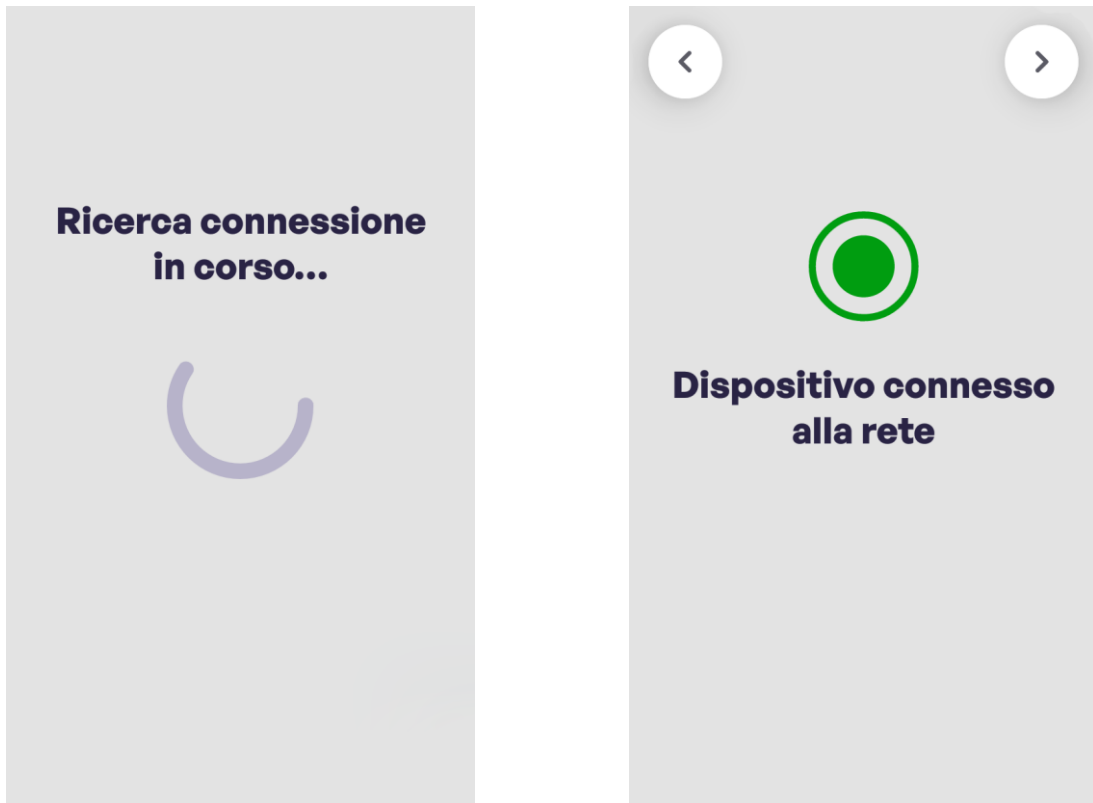 Ricerca connessione
in corso...
Dispositivo connesso
alla rete